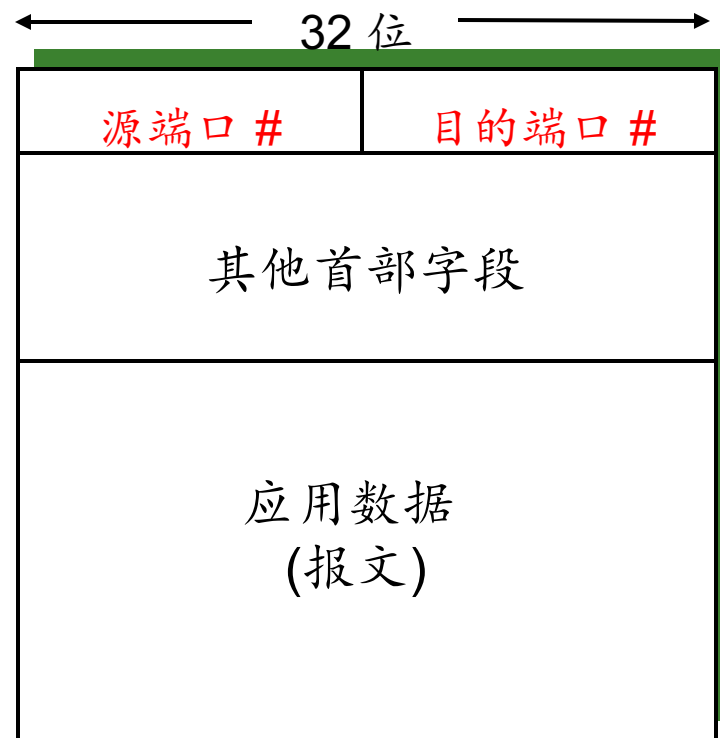 32 位
源端口 # 目的端口 #
其他首部字段
应用数据
(报文)